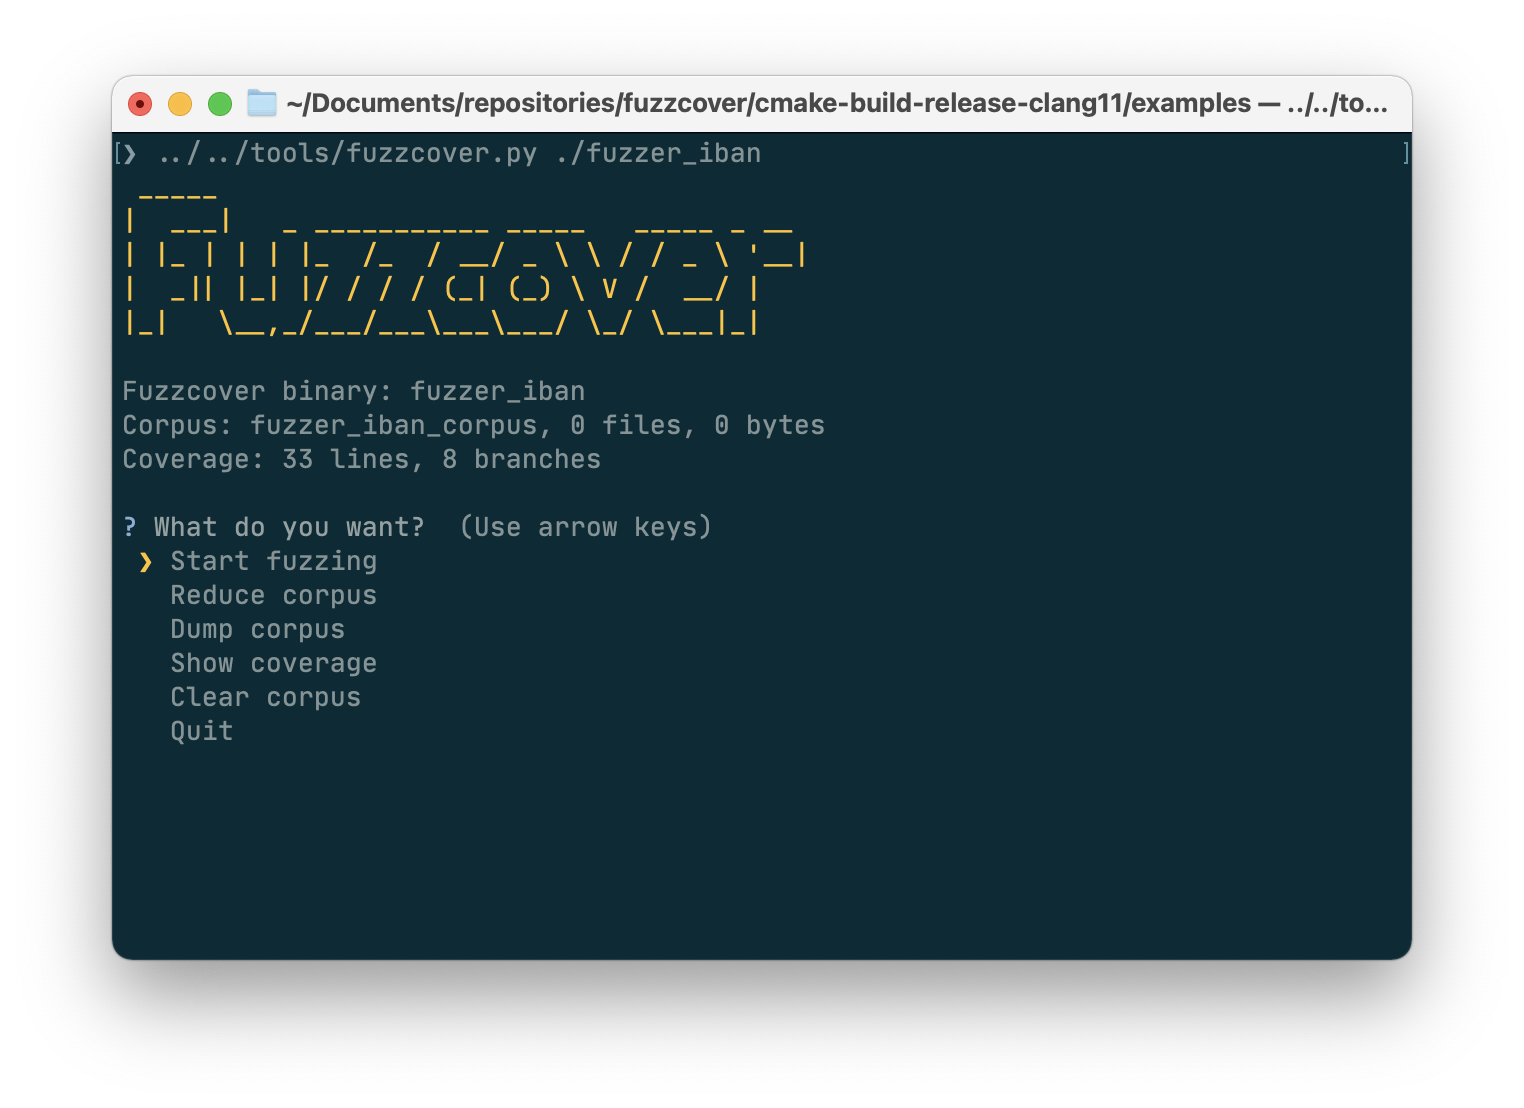 ~/Documents/repositories/fuzzcover/cmake-build-release-clang11/examples — ../../to...
[❯ ../../tools/fuzzcover.py ./fuzzer_iban ]
 _____
|  ___|   _ ___________ _____   _____ _ __
| |_ | | | |_  /_  / __/ _ \ \ / / _ \ '__|
|  _|| |_| |/ / / / (_| (_) \ V /  __/ |
|_|   \__,_/___/___\___\___/ \_/ \___|_|
Fuzzcover binary: fuzzer_iban
Corpus: fuzzer_iban_corpus, 0 files, 0 bytes
Coverage: 33 lines, 8 branches
? What do you want?  (Use arrow keys)
 ❯ Start fuzzing
   Reduce corpus
   Dump corpus
   Show coverage
   Clear corpus
   Quit